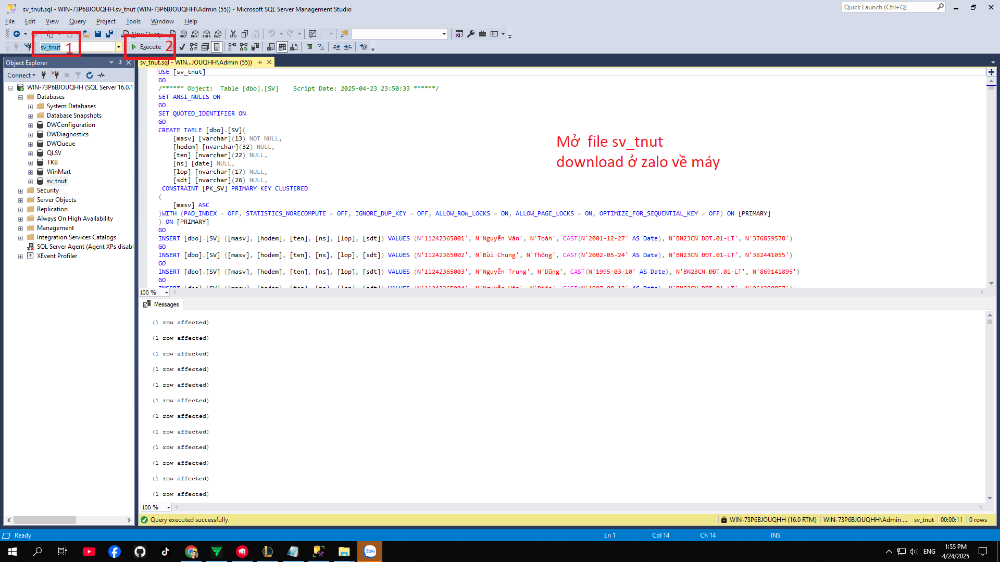 sv_tnut.sql - WIN-73P6BJOUQHH.sv_tnut (WIN-73P6BJOUQHH\Admin (55)) - Microsoft SQL Server Management Studio
Quick Launch (Ctrl+Q)
File Edit View Query Project Tools Window Help
New Query
MDX DMX XMLA DAX
sv_tnut 1
Execute 2
Object Explorer
sv_tnut.sql - WIN...JOUQHH\Admin (55))
Connect
WIN-73P6BJOUQHH (SQL Server 16.0.1
Databases
System Databases
Database Snapshots
DWConfiguration
DWDiagnostics
DWQueue
QLSV
TKB
WinMart
sv_tnut
Security
Server Objects
Replication
Always On High Availability
Management
Integration Services Catalogs
SQL Server Agent (Agent XPs disabl
XEvent Profiler
USE [sv_tnut]
GO
/****** Object:  Table [dbo].[SV]    Script Date: 2025-04-23 23:50:33 ******/
SET ANSI_NULLS ON
GO
SET QUOTED_IDENTIFIER ON
GO
CREATE TABLE [dbo].[SV](
[masv] [varchar](13) NOT NULL,
[hodem] [nvarchar](32) NULL,
[ten] [nvarchar](22) NULL,
[ns] [date] NULL,
[lop] [nvarchar](17) NULL,
[sdt] [nvarchar](26) NULL,
CONSTRAINT [PK_SV] PRIMARY KEY CLUSTERED
(
[masv] ASC
)WITH (PAD_INDEX = OFF, STATISTICS_NORECOMPUTE = OFF, IGNORE_DUP_KEY = OFF, ALLOW_ROW_LOCKS = ON, ALLOW_PAGE_LOCKS = ON, OPTIMIZE_FOR_SEQUENTIAL_KEY = OFF) ON [PRIMARY]
) ON [PRIMARY]
GO
INSERT [dbo].[SV] ([masv], [hodem], [ten], [ns], [lop], [sdt]) VALUES (N'11242365001', N'Nguyễn Văn', N'Toàn', CAST(N'2001-12-27' AS Date), N'BN23CN ĐĐT.01-LT', N'376859578')
GO
INSERT [dbo].[SV] ([masv], [hodem], [ten], [ns], [lop], [sdt]) VALUES (N'11242365002', N'Bùi Chung', N'Thông', CAST(N'2002-05-24' AS Date), N'BN23CN ĐĐT.01-LT', N'382441055')
GO
INSERT [dbo].[SV] ([masv], [hodem], [ten], [ns], [lop], [sdt]) VALUES (N'11242365003', N'Nguyễn Trung', N'Dũng', CAST(N'1995-03-10' AS Date), N'BN23CN ĐĐT.01-LT', N'869141895')
GO
Mở  file sv_tnut
download ở zalo về máy
100 %
Messages
(1 row affected)
(1 row affected)
(1 row affected)
(1 row affected)
(1 row affected)
(1 row affected)
(1 row affected)
(1 row affected)
(1 row affected)
(1 row affected)
(1 row affected)
(1 row affected)
100 %
Query executed successfully.
WIN-73P6BJOUQHH (16.0 RTM) WIN-73P6BJOUQHH\Admin ... sv_tnut 00:00:11 0 rows
Ready
Ln 1 Col 14 Ch 14 INS
Zalo
ENG
1:55 PM
4/24/2025